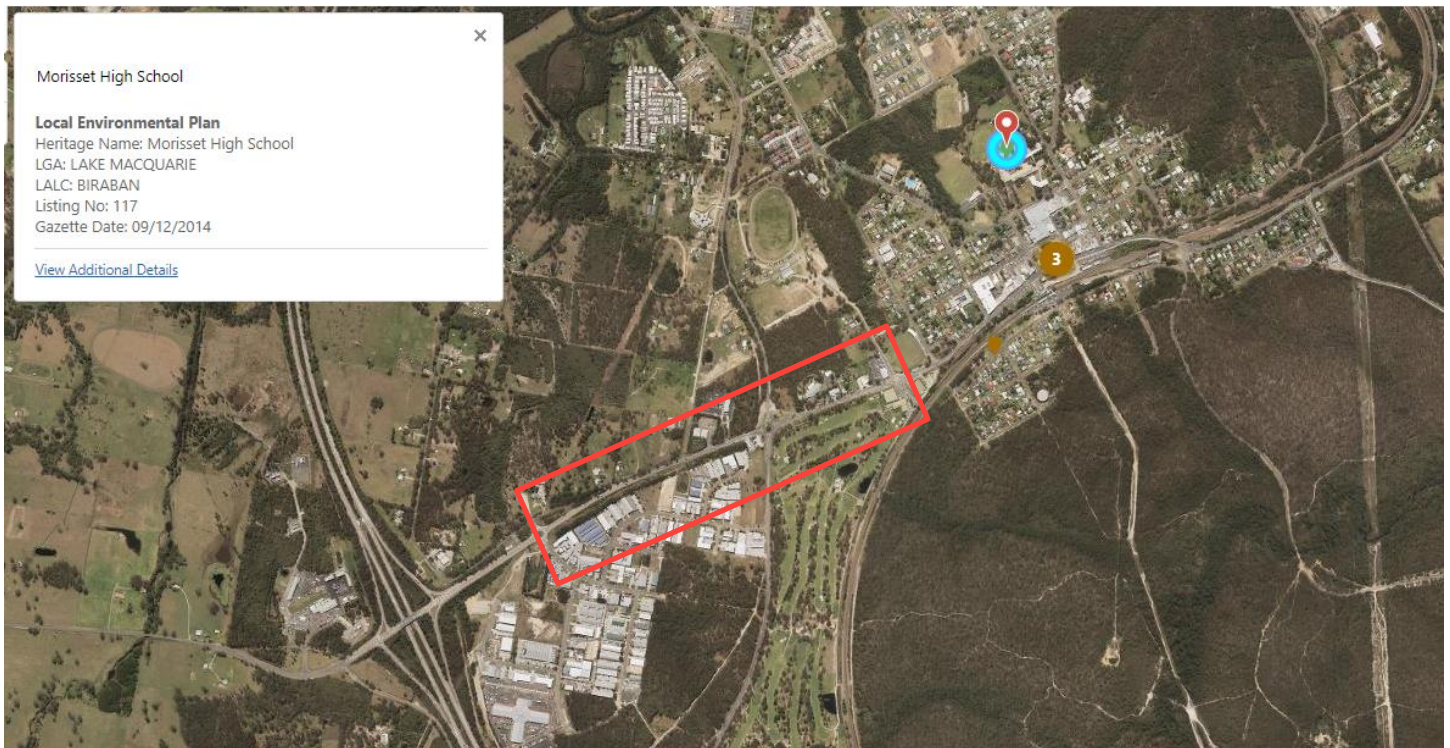 ×
Morisset High School
Local Environmental Plan
Heritage Name: Morisset High School
LGA: LAKE MACQUARIE
LALC: BIRABAN
Listing No: 117
Gazette Date: 09/12/2014
View Additional Details
3